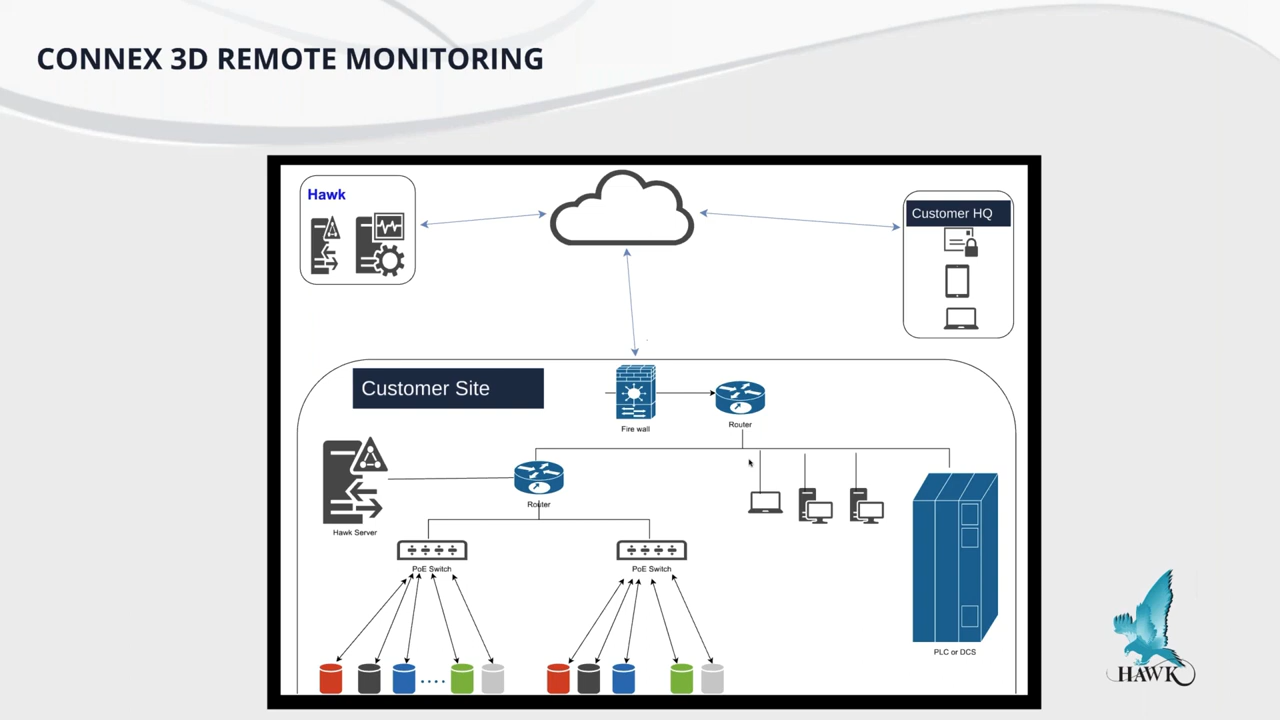 CONNEX 3D REMOTE MONITORING
Hawk
Customer HQ
Customer Site
Fire wall
Router
Hawk Server
Router
PoE Switch
PoE Switch
PLC or DCS
HAWK